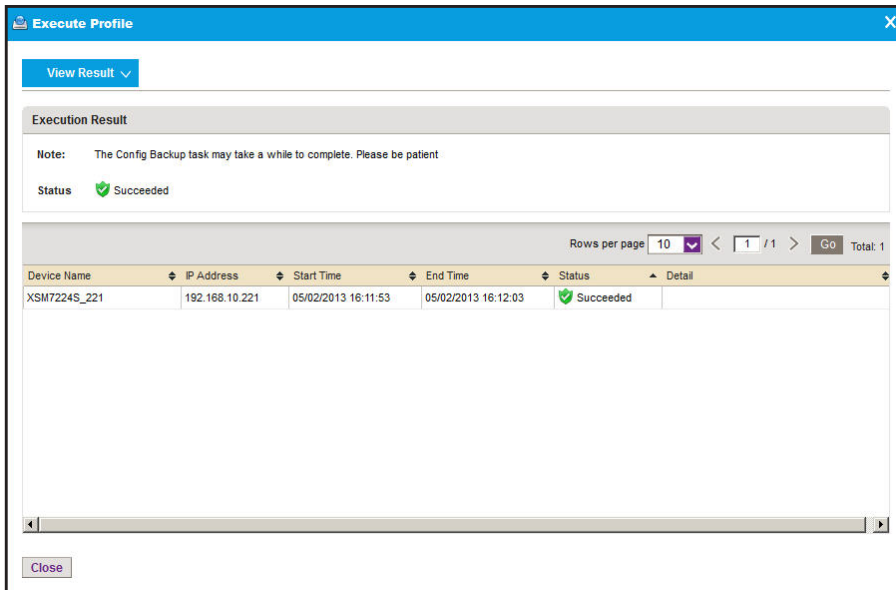 Execute Profile X
View Result
Execution Result
Note: The Config Backup task may take a while to complete. Please be patient
Status Succeeded
Rows per page 10 < 1 / 1 > Go Total: 1
Device Name IP Address Start Time End Time Status Detail
XSM7224S_221 192.168.10.221 05/02/2013 16:11:53 05/02/2013 16:12:03 Succeeded
Close